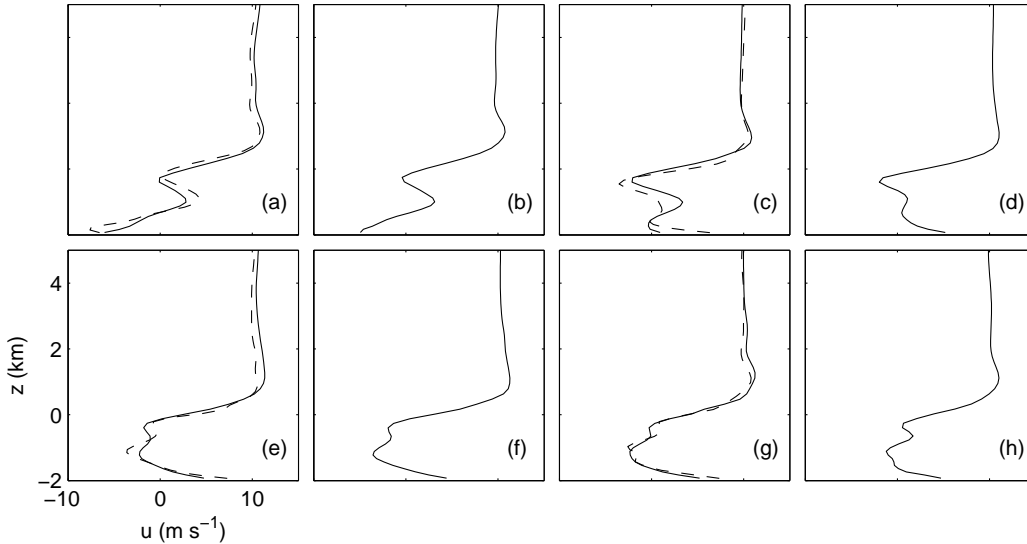 (a) (b) (c) (d)
4
2
0
−2
z (km)
(e) (f) (g) (h)
−10 0 10
u (m s⁻¹)